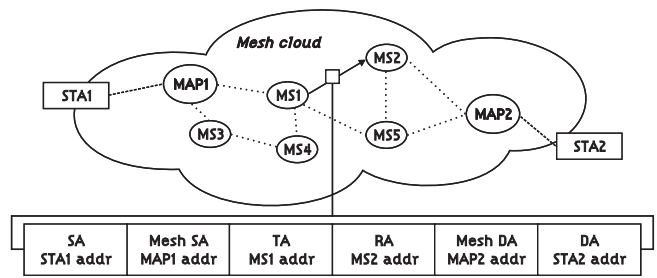 Mesh cloud
MS2
STA1
MAP1
MS1
MAP2
MS3
MS4
MS5
STA2
SA
STA1 addr
Mesh SA
MAP1 addr
TA
MS1 addr
RA
MS2 addr
Mesh DA
MAP2 addr
DA
STA2 addr